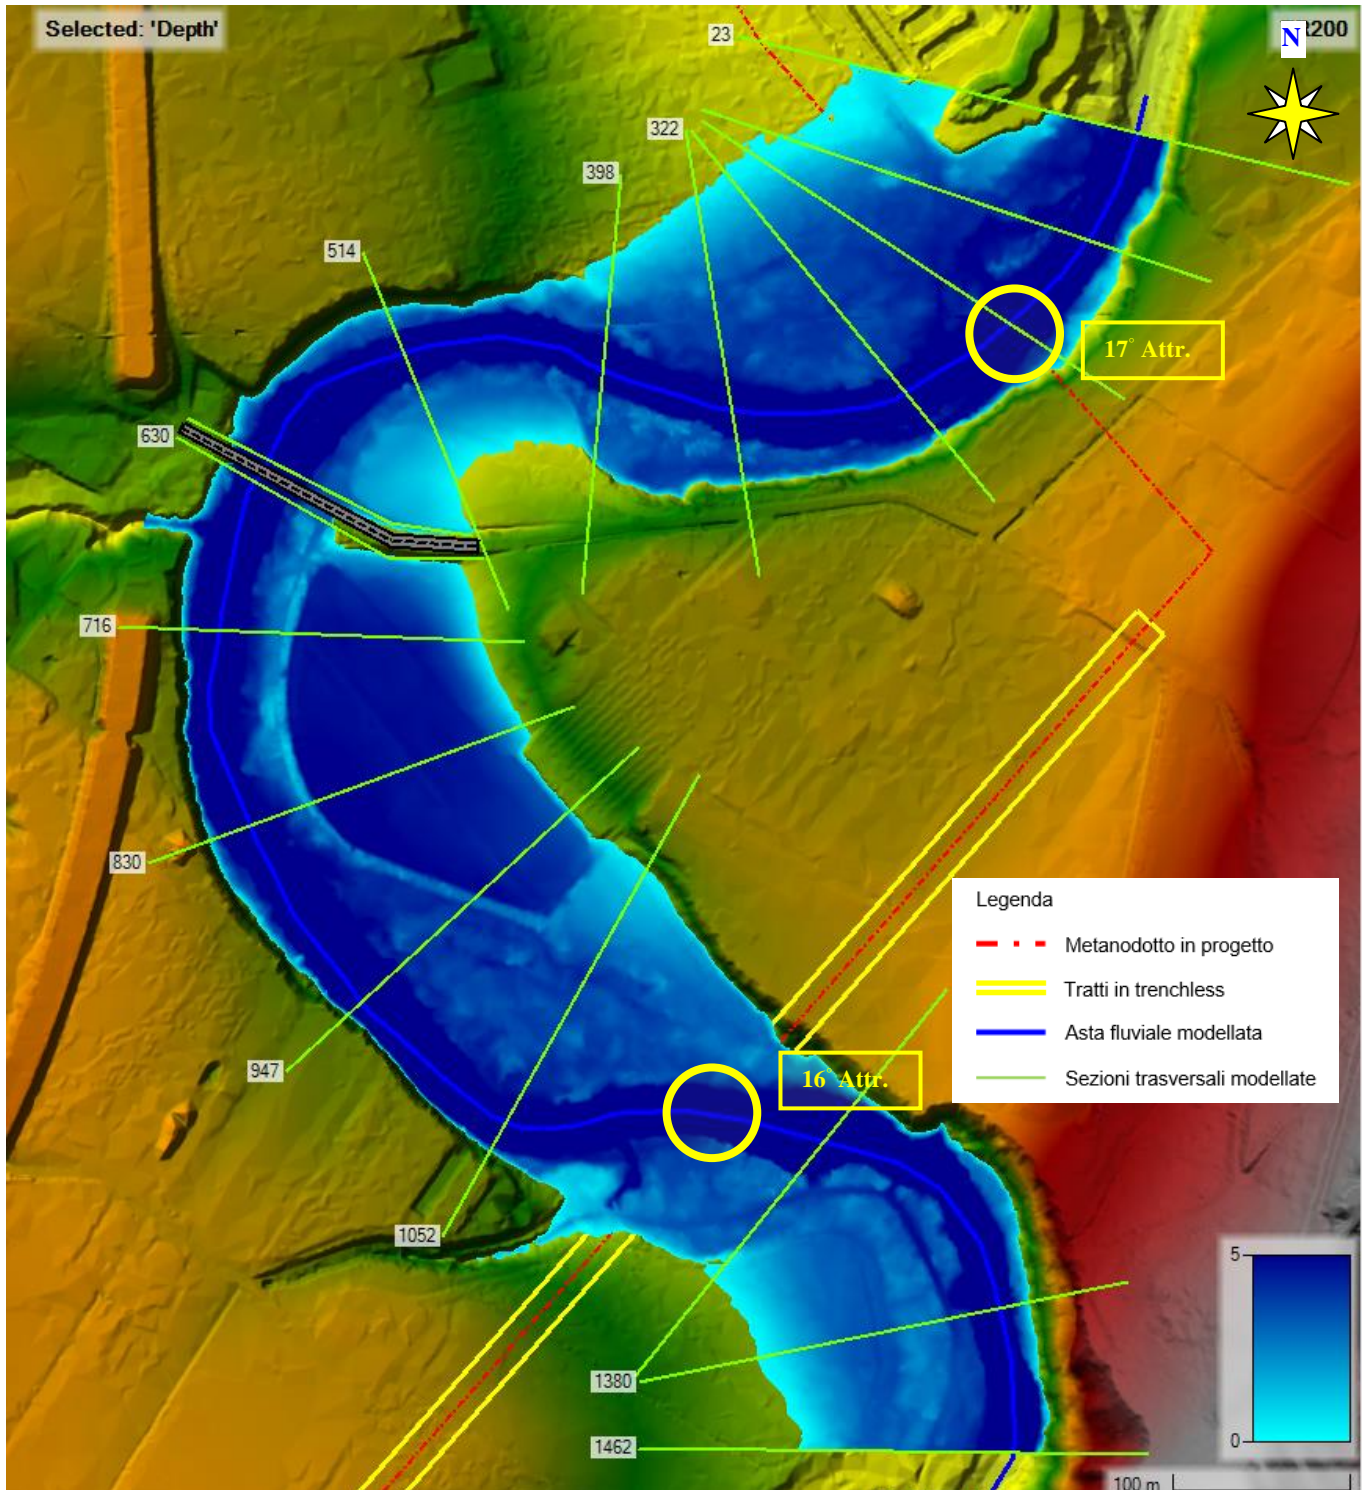 Selected: 'Depth'
200
N
23
322
398
514
630
17° Attr.
716
830
Legenda
Metanodotto in progetto
Tratti in trenchless
Asta fluviale modellata
Sezioni trasversali modellate
947
16° Attr.
1052
5
0
1380
1462
100 m